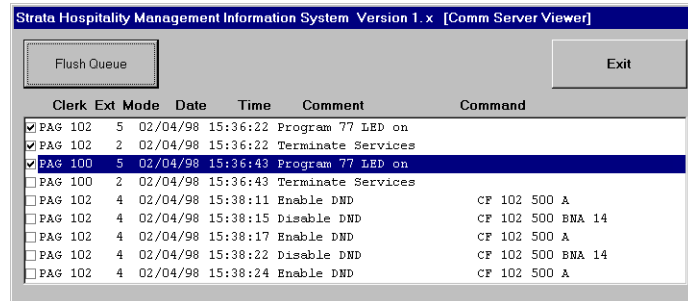 Strata Hospitality Management Information System Version 1. x [Comm Server Viewer]
Flush Queue
Exit
Clerk Ext Mode Date Time Comment Command
PAG 102 5 02/04/98 15:36:22 Program 77 LED on
PAG 102 2 02/04/98 15:36:22 Terminate Services
PAG 100 5 02/04/98 15:36:43 Program 77 LED on
PAG 100 2 02/04/98 15:36:43 Terminate Services
PAG 102 4 02/04/98 15:38:11 Enable DND CF 102 500 A
PAG 102 4 02/04/98 15:38:15 Disable DND CF 102 500 BNA 14
PAG 102 4 02/04/98 15:38:17 Enable DND CF 102 500 A
PAG 102 4 02/04/98 15:38:22 Disable DND CF 102 500 BNA 14
PAG 102 4 02/04/98 15:38:24 Enable DND CF 102 500 A